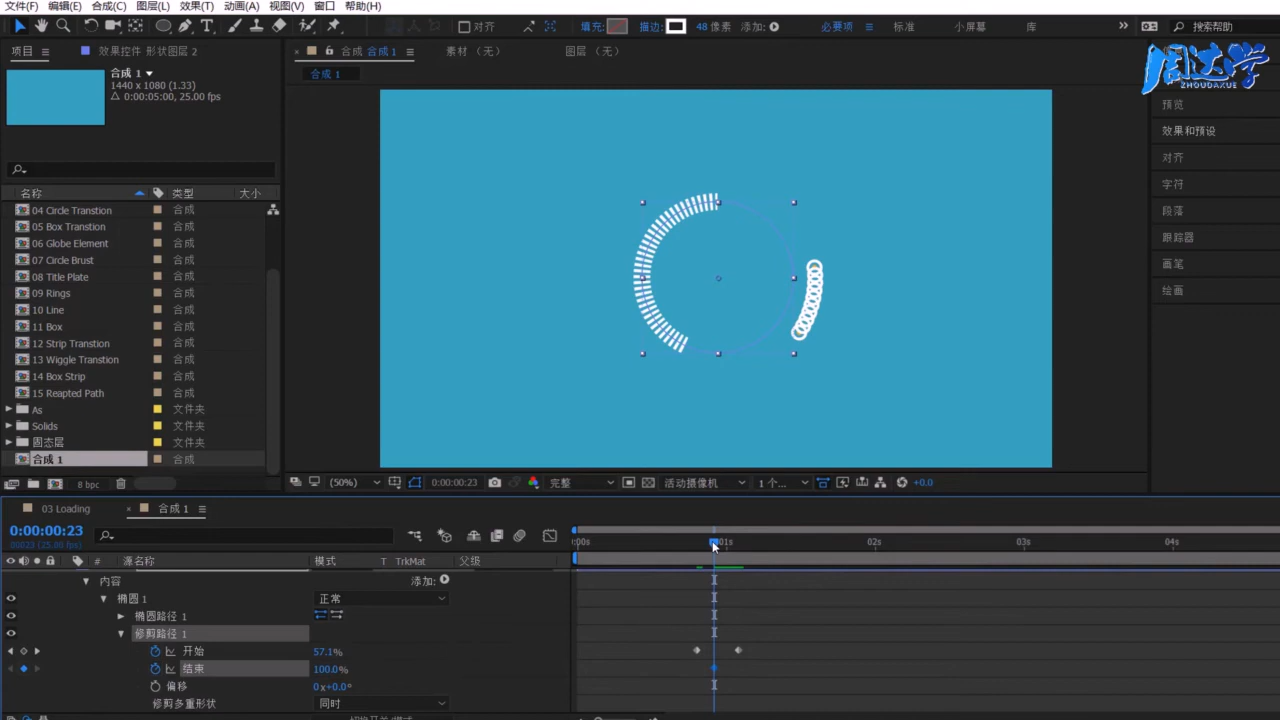 文件(F) 编辑(E) 合成(C) 图层(L) 效果(T) 动画(A) 视图(V) 窗口 帮助(H)
对齐 填充: 描边: 48 像素 添加: 必要项 标准 小屏幕 库 搜索帮助
项目 效果控件 形状图层 2 合成 合成 1 素材 (无) 图层 (无)
合成 1
合成 1
1440 x 1080 (1.33)
Δ 0:00:05:00, 25.00 fps
周达学
ZHOUDAXUE
预览
效果和预设
对齐
字符
段落
跟踪器
画笔
绘画
名称 类型 大小
04 Circle Transtion 合成
05 Box Transtion 合成
06 Globe Element 合成
07 Circle Brust 合成
08 Title Plate 合成
09 Rings 合成
10 Line 合成
11 Box 合成
12 Strip Transtion 合成
13 Wiggle Transtion 合成
14 Box Strip 合成
15 Reapted Path 合成
As 文件夹
Solids 文件夹
固态层 文件夹
合成 1 合成
8 bpc
(50%) 0:00:00:23 完整 活动摄像机 1 个... +0.0
03 Loading 合成 1
0:00:00:23
00023 (25.00 fps)
:00s 01s 02s 03s 04s
# 源名称 模式 T TrkMat 父级
内容 添加:
椭圆 1 正常
椭圆路径 1
修剪路径 1
开始 57.1%
结束 100.0%
偏移 0x+0.0°
修剪多重形状 同时
切换开关/模式